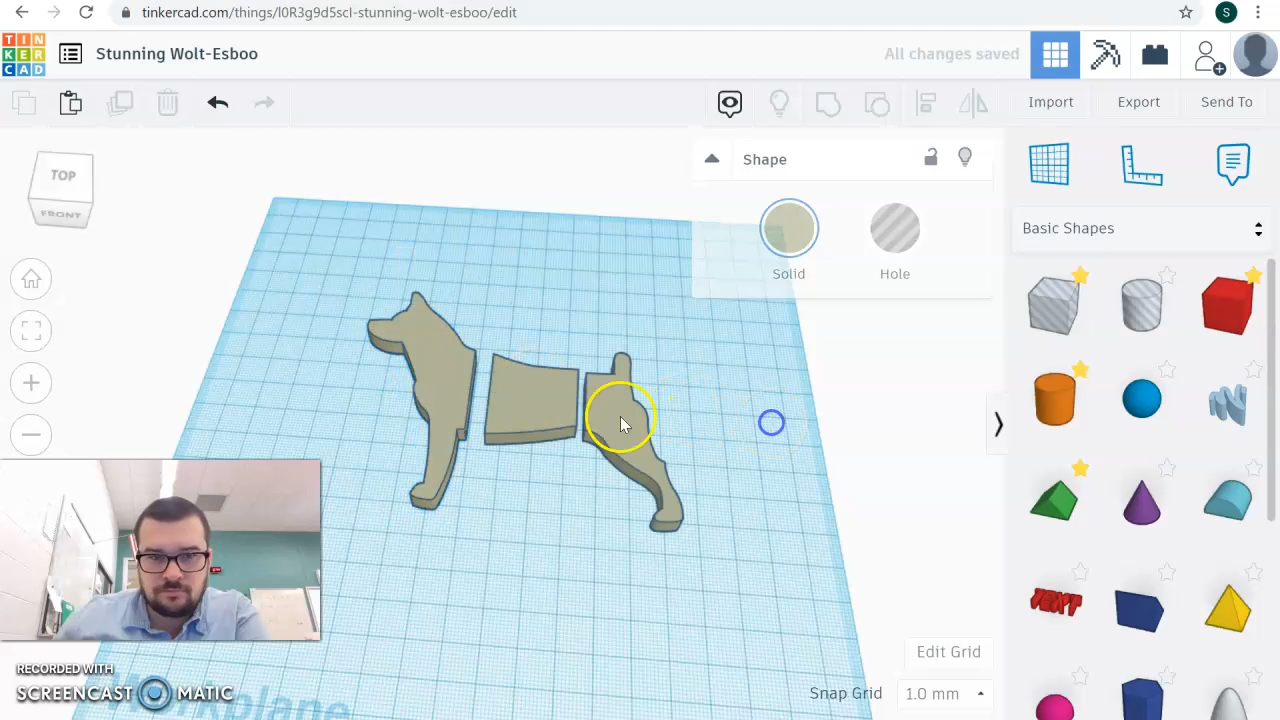 tinkercad.com/things/l0R3g9d5scl-stunning-wolt-esboo/edit
S
TIN
KER
CAD
Stunning Wolt-Esboo
All changes saved
Import
Export
Send To
TOP
FRONT
Shape
Solid
Hole
Basic Shapes
TEXT
Edit Grid
Snap Grid
1.0 mm
Workplane
RECORDED WITH
SCREENCAST MATIC